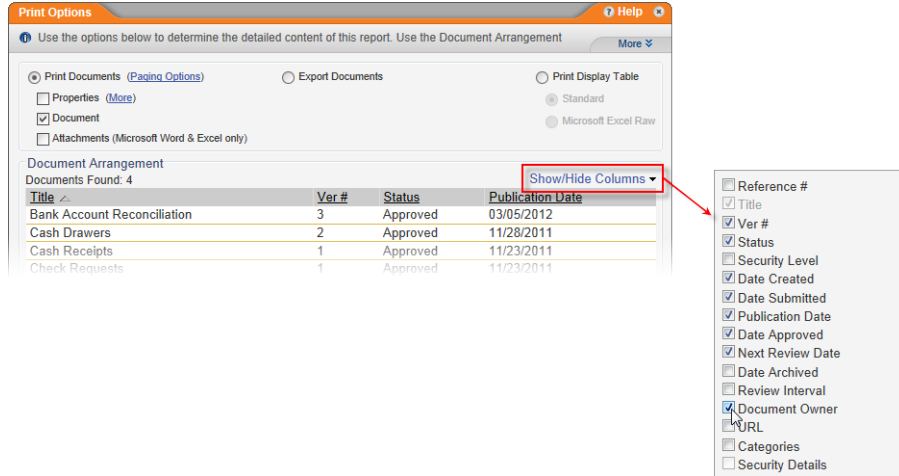 Print Options
Help
Use the options below to determine the detailed content of this report. Use the Document Arrangement
More
Print Documents (Paging Options)
Export Documents
Print Display Table
Properties (More)
Standard
Document
Microsoft Excel Raw
Attachments (Microsoft Word & Excel only)
Document Arrangement
Documents Found: 4
Show/Hide Columns
Title Ver # Status Publication Date
Bank Account Reconciliation 3 Approved 03/05/2012
Cash Drawers 2 Approved 11/28/2011
Cash Receipts 1 Approved 11/23/2011
Check Requests 1 Approved 11/23/2011
Reference #
Title
Ver #
Status
Security Level
Date Created
Date Submitted
Publication Date
Date Approved
Next Review Date
Date Archived
Review Interval
Document Owner
URL
Categories
Security Details